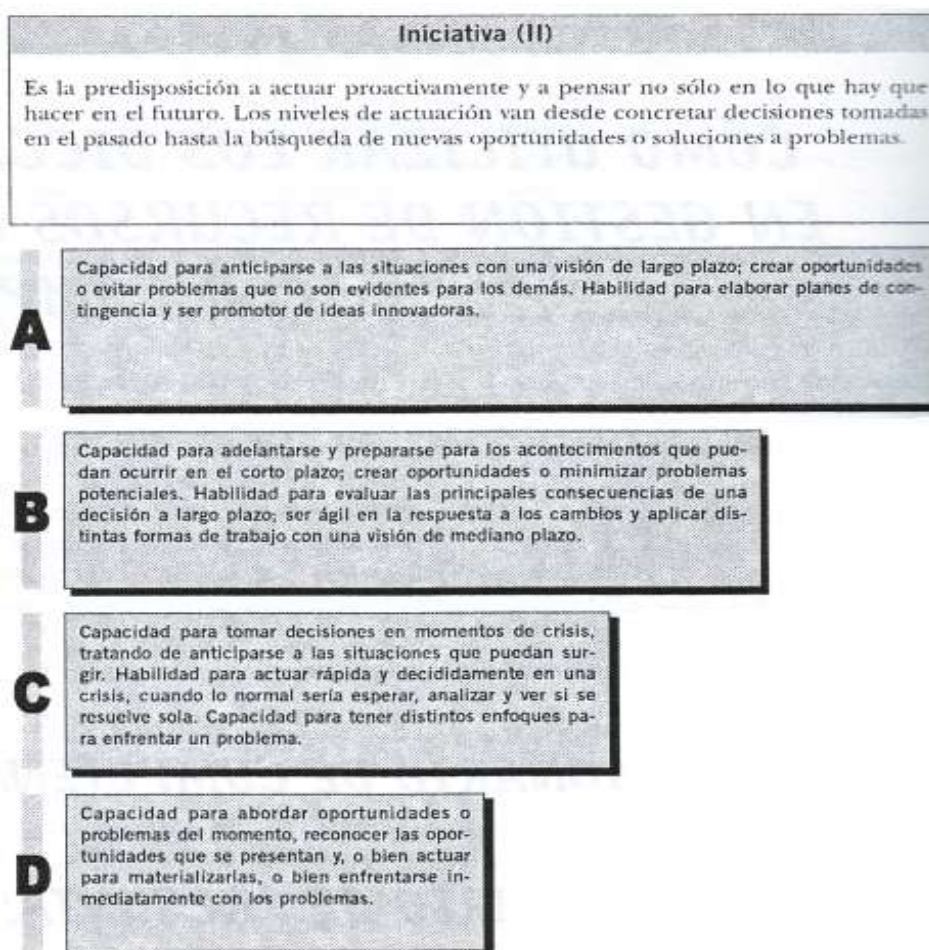 Iniciativa (II)
Es la predisposición a actuar proactivamente y a pensar no sólo en lo que hay que
hacer en el futuro. Los niveles de actuación van desde concretar decisiones tomadas
en el pasado hasta la búsqueda de nuevas oportunidades o soluciones a problemas.
A
Capacidad para anticiparse a las situaciones con una visión de largo plazo; crear oportunidades
o evitar problemas que no son evidentes para los demás. Habilidad para elaborar planes de con-
tingencia y ser promotor de ideas innovadoras.
B
Capacidad para adelantarse y prepararse para los acontecimientos que pue-
dan ocurrir en el corto plazo; crear oportunidades o minimizar problemas
potenciales. Habilidad para evaluar las principales consecuencias de una
decisión a largo plazo; ser ágil en la respuesta a los cambios y aplicar dis-
tintas formas de trabajo con una visión de mediano plazo.
C
Capacidad para tomar decisiones en momentos de crisis,
tratando de anticiparse a las situaciones que puedan sur-
gir. Habilidad para actuar rápida y decididamente en una
crisis, cuando lo normal sería esperar, analizar y ver si se
resuelve sola. Capacidad para tener distintos enfoques pa-
ra enfrentar un problema.
D
Capacidad para abordar oportunidades o
problemas del momento, reconocer las opor-
tunidades que se presentan y, o bien actuar
para materializarlas, o bien enfrentarse in-
mediatamente con los problemas.